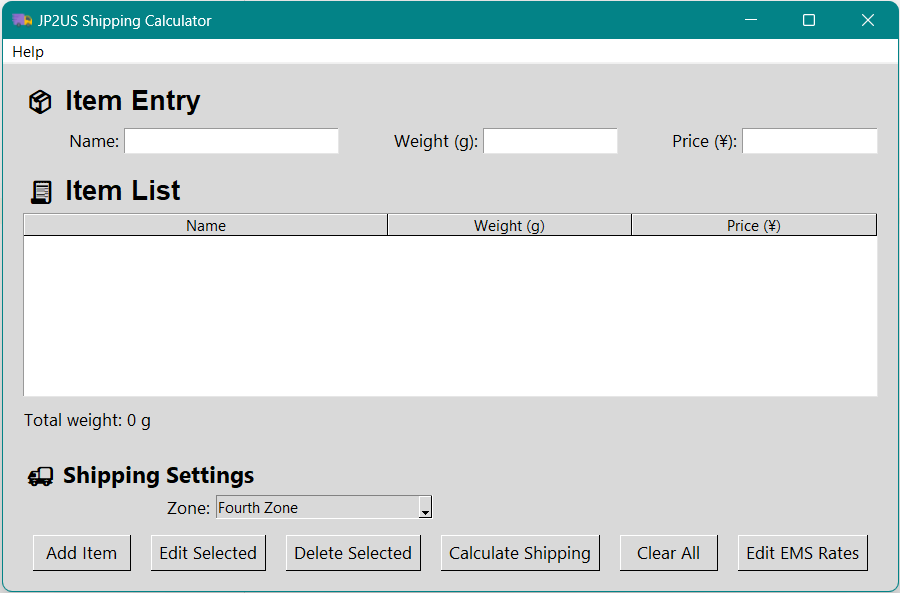 JP2US Shipping Calculator
Help
Item Entry
Name: Weight (g): Price (¥):
Item List
Name Weight (g) Price (¥)
Total weight: 0 g
Shipping Settings
Zone: Fourth Zone
Add Item Edit Selected Delete Selected Calculate Shipping Clear All Edit EMS Rates